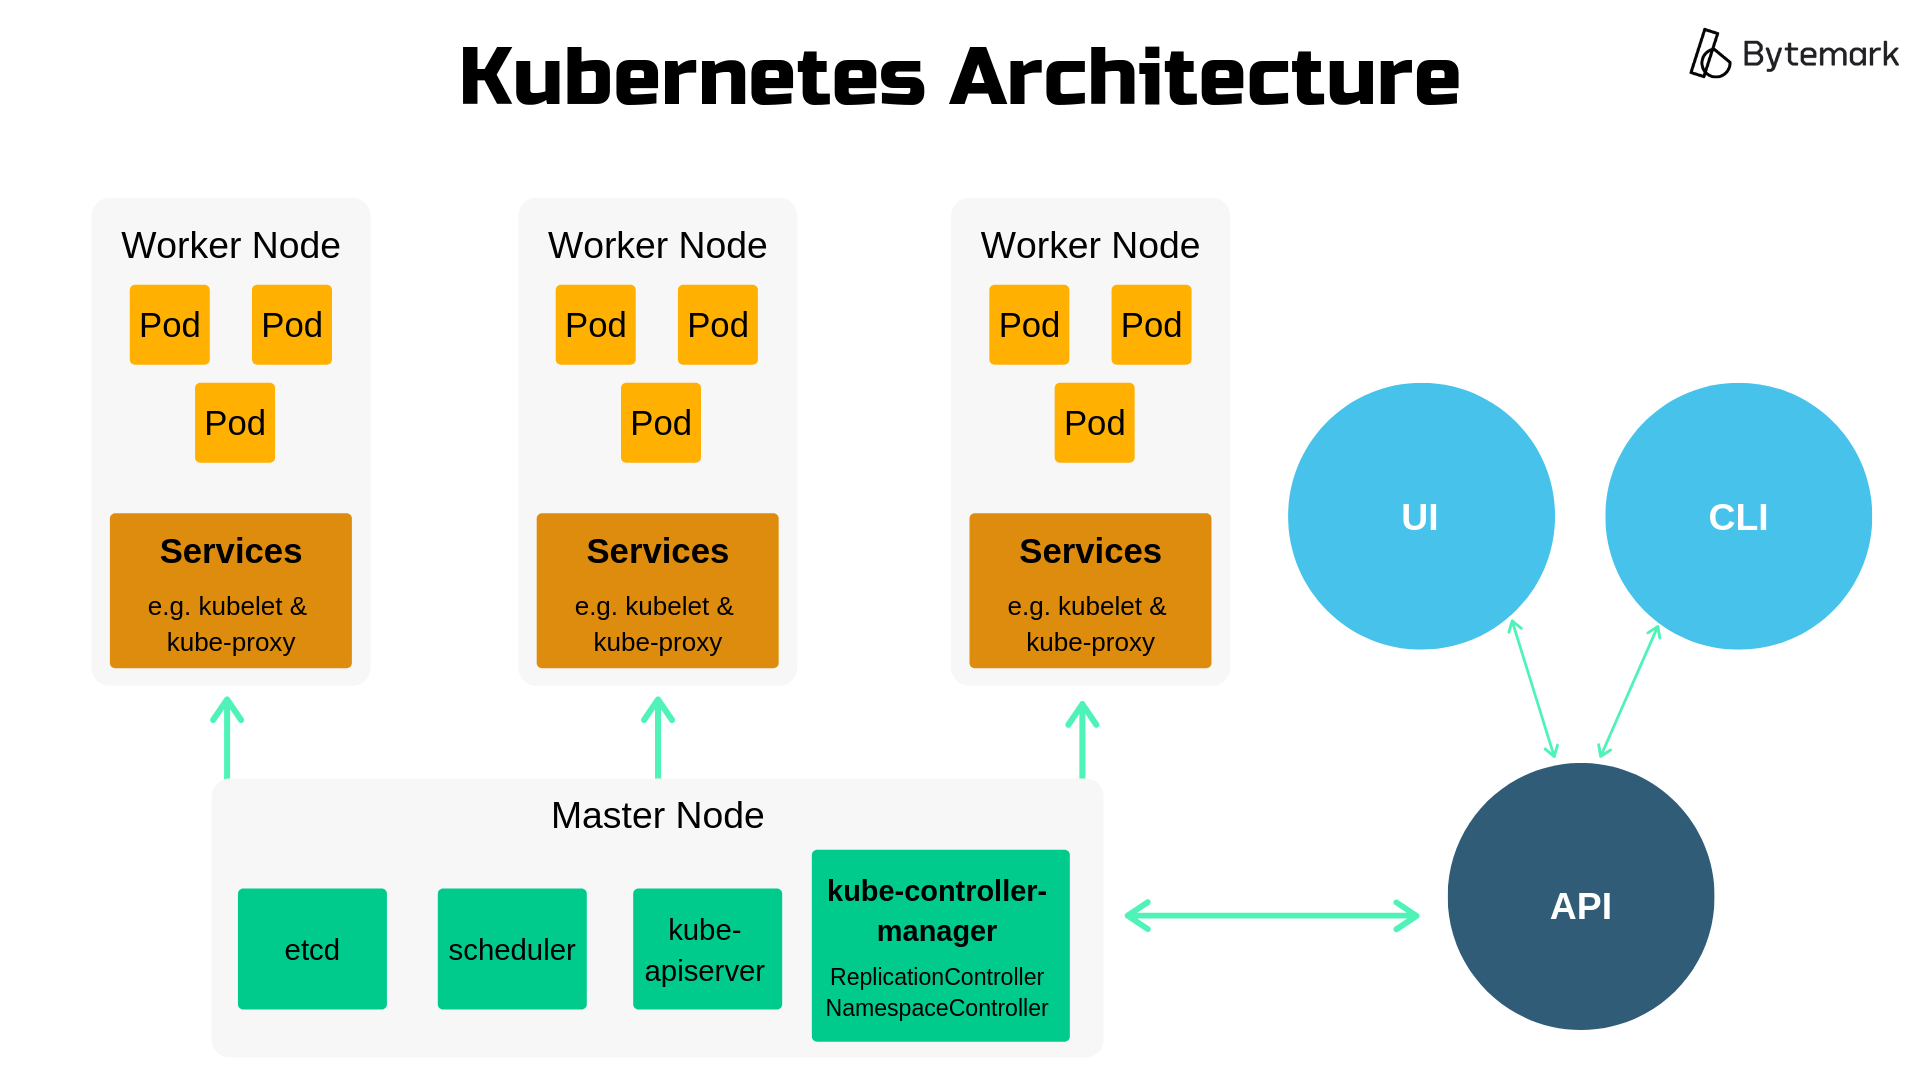 Kubernetes Architecture
Bytemark
Worker Node
Pod Pod
Pod
Services
e.g. kubelet &
kube-proxy
Worker Node
Pod Pod
Pod
Services
e.g. kubelet &
kube-proxy
Worker Node
Pod Pod
Pod
Services
e.g. kubelet &
kube-proxy
UI
CLI
Master Node
etcd
scheduler
kube-
apiserver
kube-controller-
manager
ReplicationController
NamespaceController
API